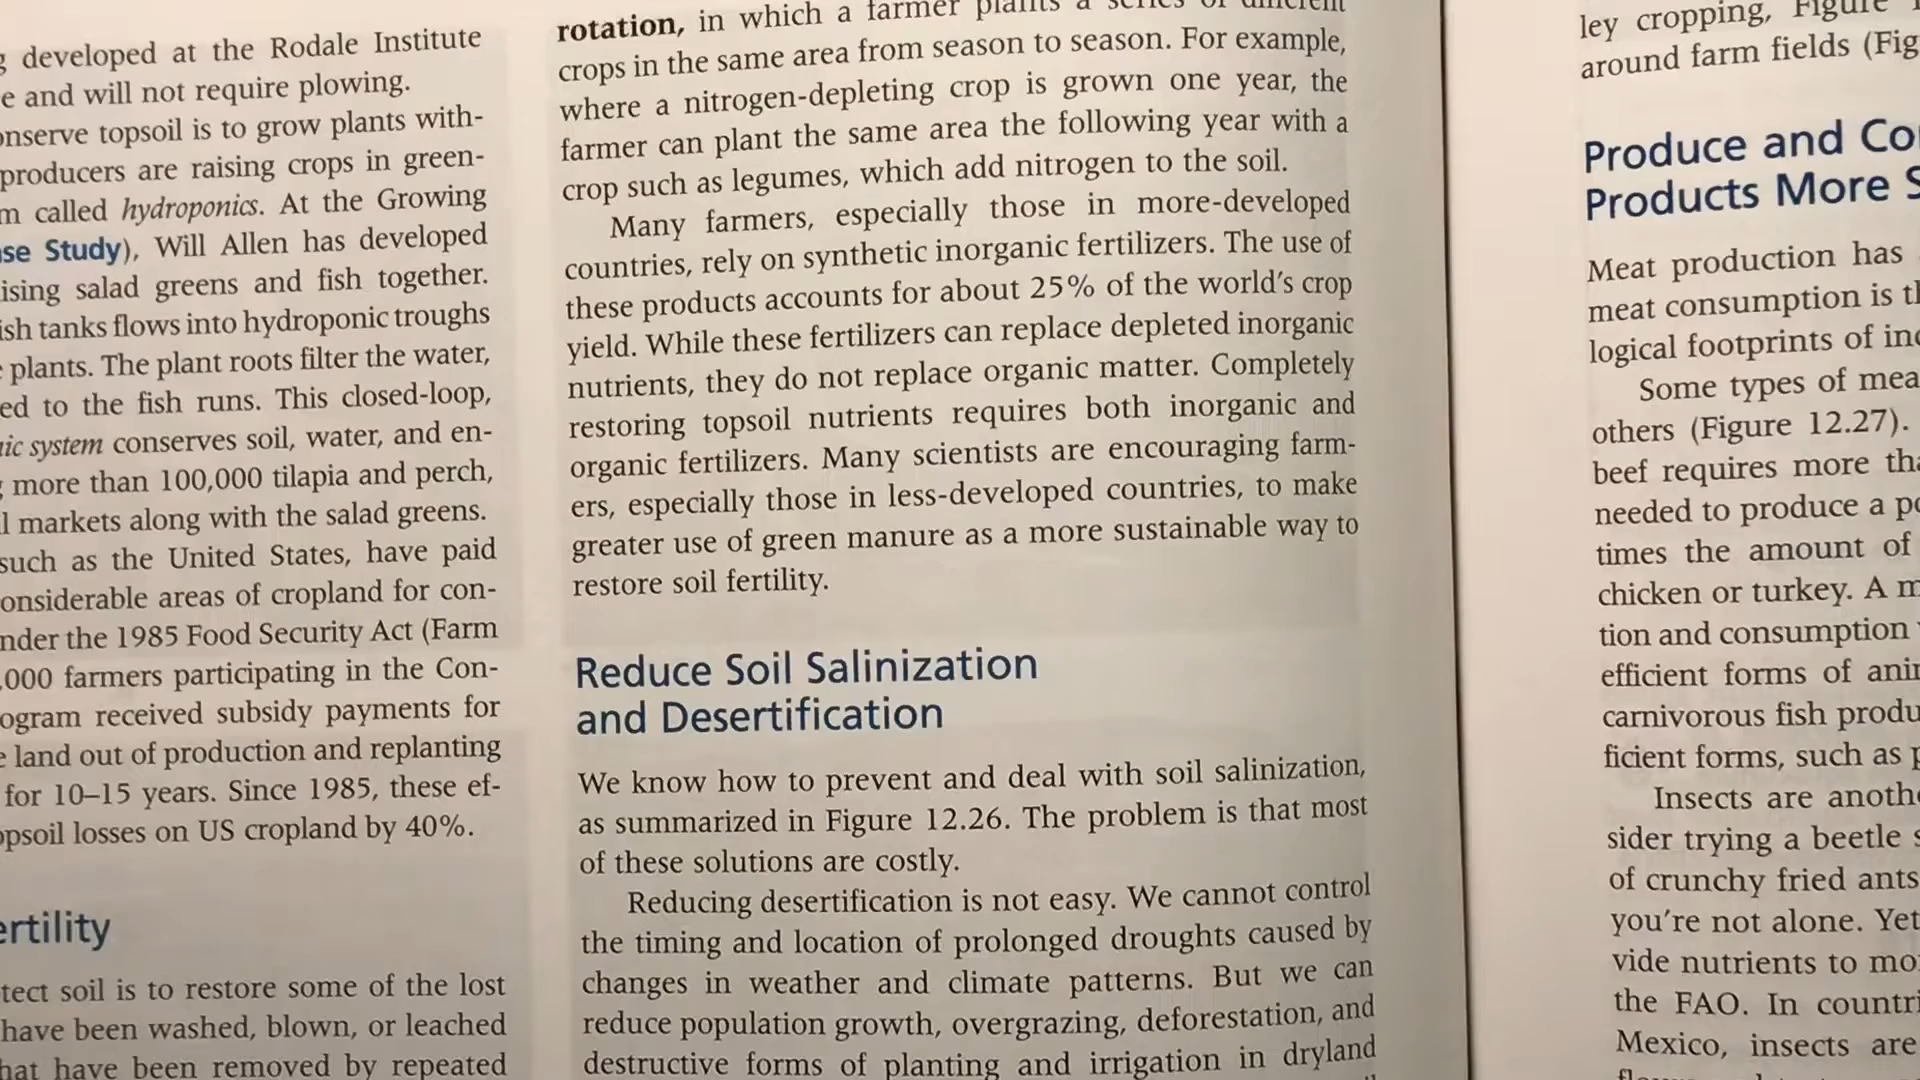 developed at the Rodale Institute
e and will not require plowing.
onserve topsoil is to grow plants with-
producers are raising crops in green-
m called hydroponics. At the Growing
se Study), Will Allen has developed
ising salad greens and fish together.
ish tanks flows into hydroponic troughs
plants. The plant roots filter the water,
ed to the fish runs. This closed-loop,
ic system conserves soil, water, and en-
more than 100,000 tilapia and perch,
l markets along with the salad greens.
such as the United States, have paid
onsiderable areas of cropland for con-
nder the 1985 Food Security Act (Farm
,000 farmers participating in the Con-
ogram received subsidy payments for
e land out of production and replanting
for 10–15 years. Since 1985, these ef-
opsoil losses on US cropland by 40%.
ertility
tect soil is to restore some of the lost
have been washed, blown, or leached
hat have been removed by repeated
rotation, in which a farmer plants a series of different
crops in the same area from season to season. For example,
where a nitrogen-depleting crop is grown one year, the
farmer can plant the same area the following year with a
crop such as legumes, which add nitrogen to the soil.
Many farmers, especially those in more-developed
countries, rely on synthetic inorganic fertilizers. The use of
these products accounts for about 25% of the world's crop
yield. While these fertilizers can replace depleted inorganic
nutrients, they do not replace organic matter. Completely
restoring topsoil nutrients requires both inorganic and
organic fertilizers. Many scientists are encouraging farm-
ers, especially those in less-developed countries, to make
greater use of green manure as a more sustainable way to
restore soil fertility.
Reduce Soil Salinization
and Desertification
We know how to prevent and deal with soil salinization,
as summarized in Figure 12.26. The problem is that most
of these solutions are costly.
Reducing desertification is not easy. We cannot control
the timing and location of prolonged droughts caused by
changes in weather and climate patterns. But we can
reduce population growth, overgrazing, deforestation, and
destructive forms of planting and irrigation in dryland
ley cropping, Figure
around farm fields (Fig
Produce and Co
Products More S
Meat production has
meat consumption is th
logical footprints of ind
Some types of mea
others (Figure 12.27).
beef requires more tha
needed to produce a po
times the amount of
chicken or turkey. A m
tion and consumption
efficient forms of anim
carnivorous fish produ
ficient forms, such as p
Insects are anothe
sider trying a beetle s
of crunchy fried ants
you're not alone. Yet
vide nutrients to mo
the FAO. In countri
Mexico, insects are